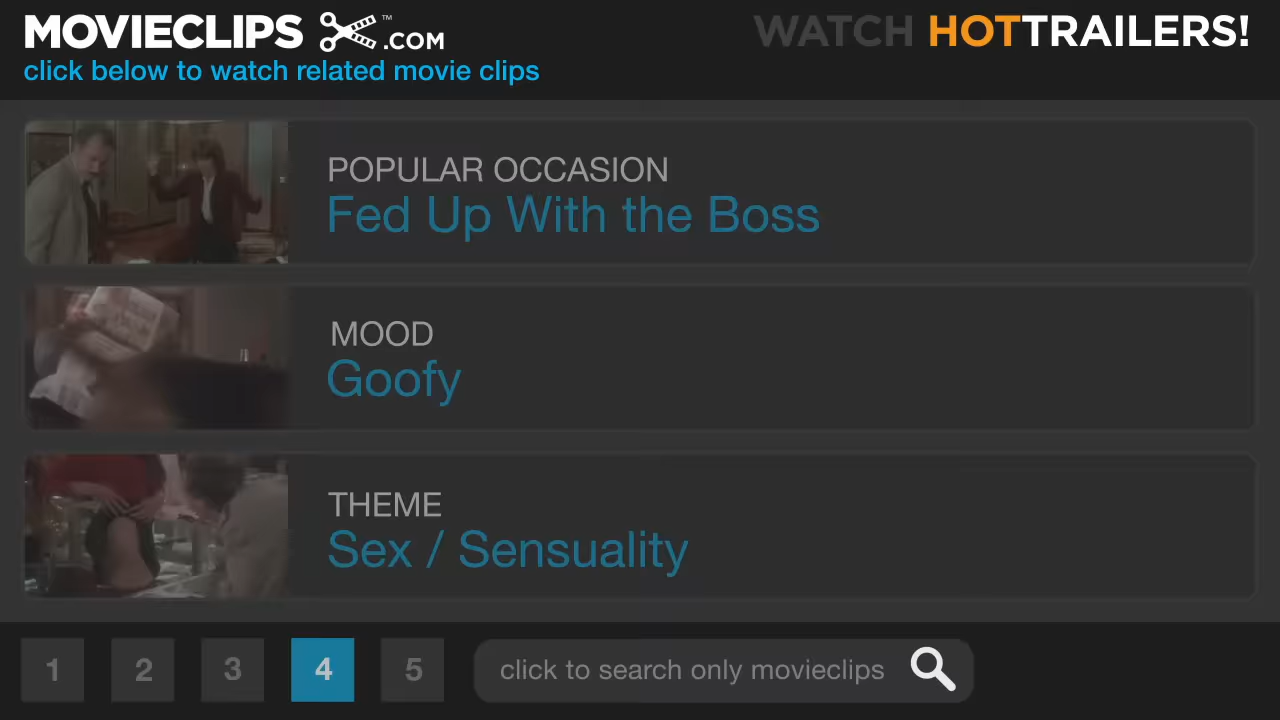 MOVIECLIPS ™ .COM
WATCH HOTTRAILERS!
click below to watch related movie clips
POPULAR OCCASION
Fed Up With the Boss
MOOD
Goofy
THEME
Sex / Sensuality
1 2 3 4 5 click to search only movieclips